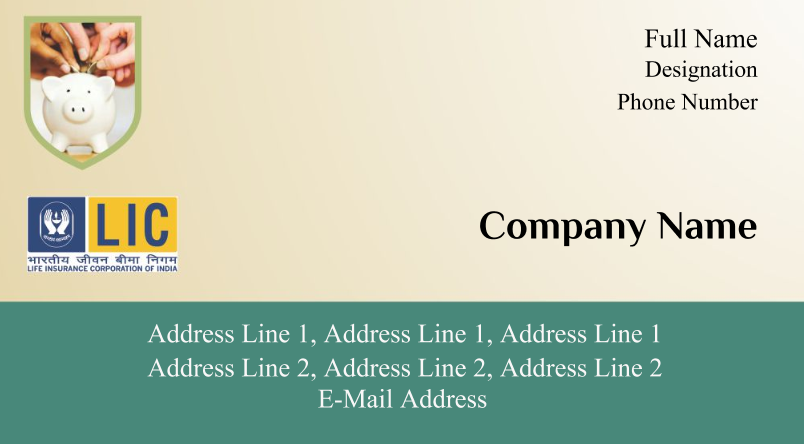 Full Name
Designation
Phone Number
LIC
भारतीय जीवन बीमा निगम
LIFE INSURANCE CORPORATION OF INDIA
Company Name
Address Line 1, Address Line 1, Address Line 1
Address Line 2, Address Line 2, Address Line 2
E-Mail Address